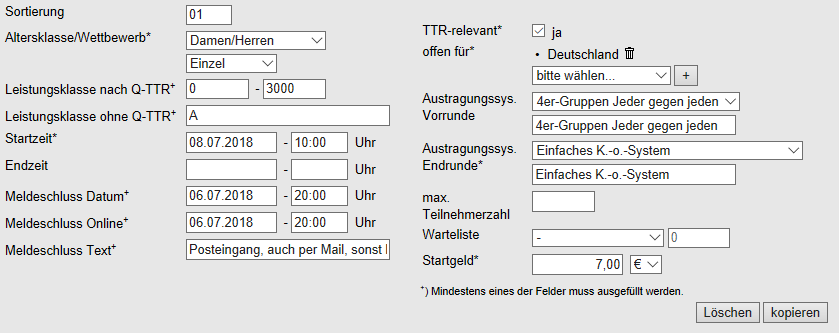 Sortierung 01
Altersklasse/Wettbewerb* Damen/Herren
Einzel
Leistungsklasse nach Q-TTR+ 0 - 3000
Leistungsklasse ohne Q-TTR+ A
Startzeit* 08.07.2018 - 10:00 Uhr
Endzeit - Uhr
Meldeschluss Datum+ 06.07.2018 - 20:00 Uhr
Meldeschluss Online+ 06.07.2018 - 20:00 Uhr
Meldeschluss Text+ Posteingang, auch per Mail, sonst
TTR-relevant* ja
offen für* • Deutschland
bitte wählen... +
Austragungssys. 4er-Gruppen Jeder gegen jeden
Vorrunde 4er-Gruppen Jeder gegen jeden
Austragungssys. Einfaches K.-o.-System
Endrunde* Einfaches K.-o.-System
max.
Teilnehmerzahl
Warteliste - 0
Startgeld* 7,00 €
+) Mindestens eines der Felder muss ausgefüllt werden.
Löschen kopieren